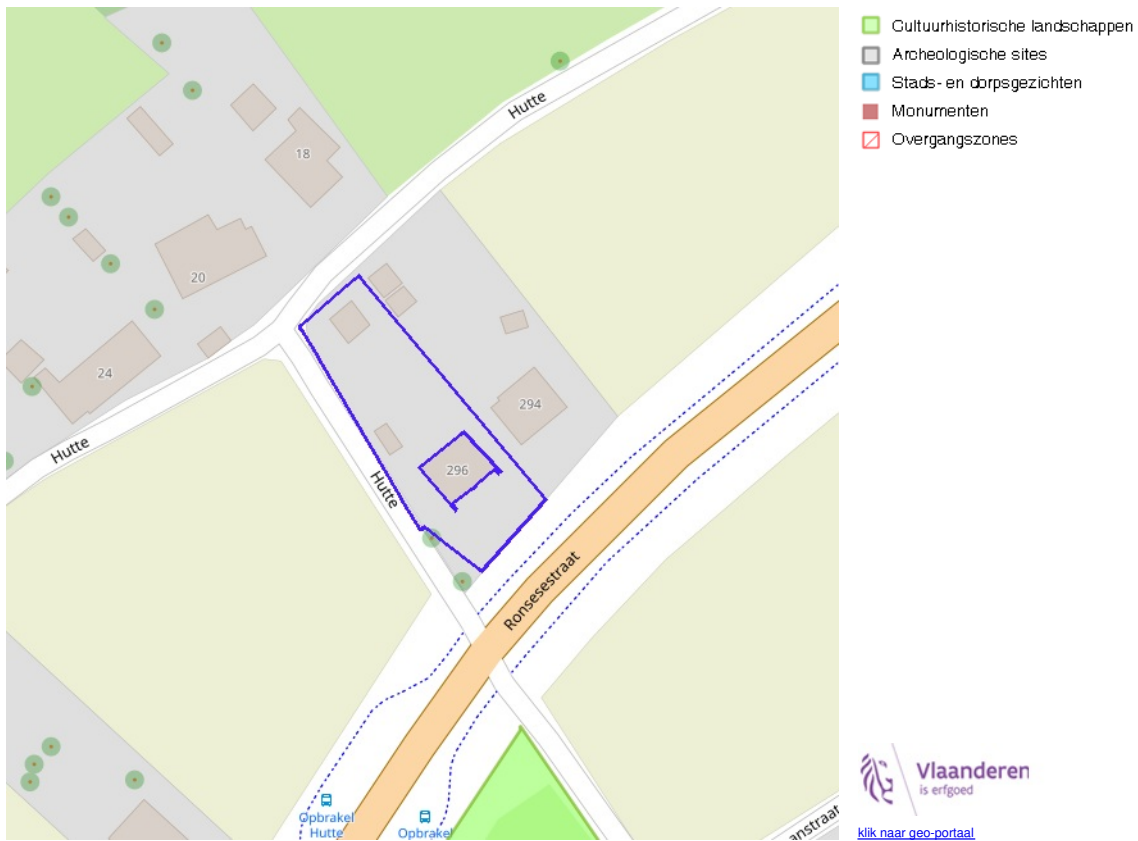 Hutte
18
20
24
Hutte
Hutte
294
296
Ronsesestraat
Opbrakel
Hutte
Opbrakel
anstraat
Cultuurhistorische landschappen
Archeologische sites
Stads- en dorpsgezichten
Monumenten
Overgangszones
Vlaanderen
is erfgoed
klik naar geo-portaal